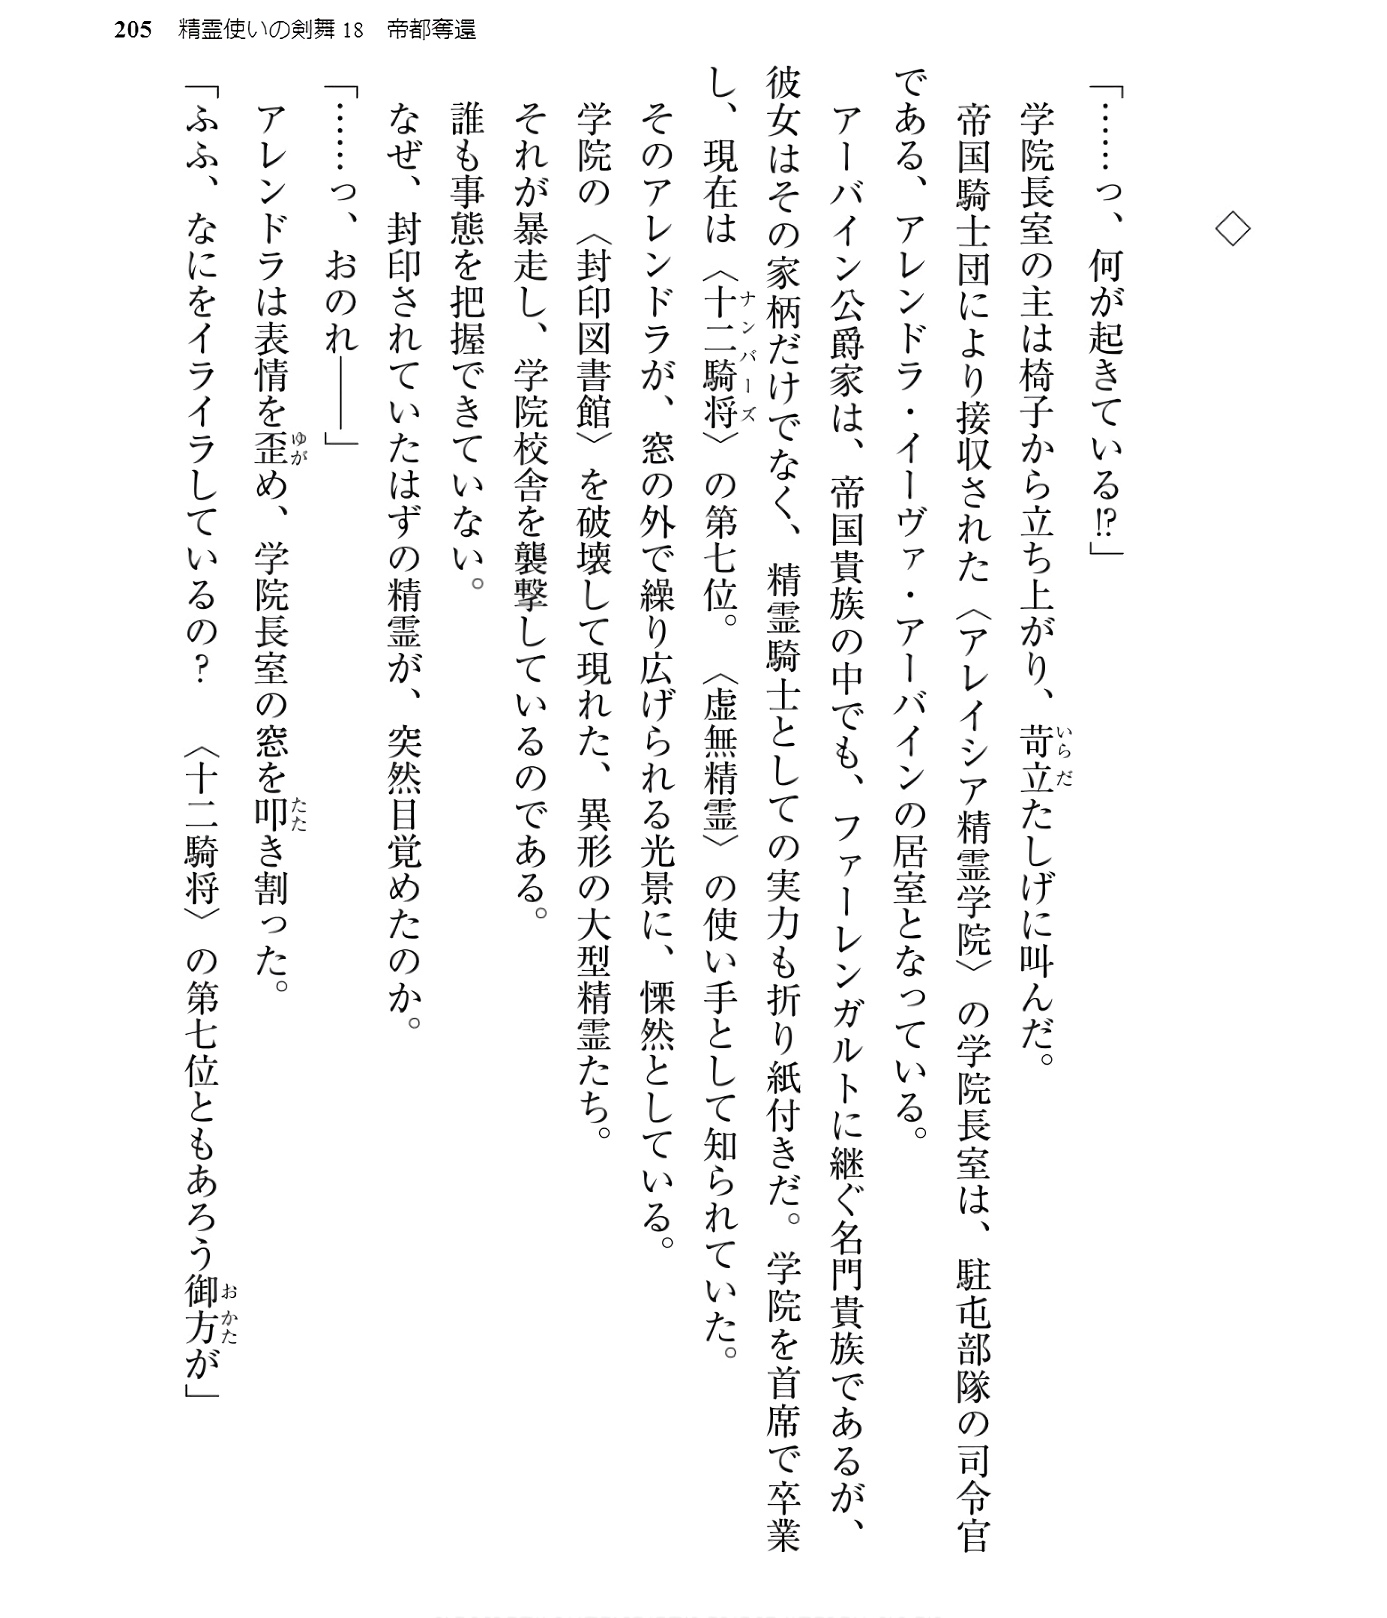 205 精霊使いの剣舞18 帝都奪還
◇
「……っ、何が起きている!?」
学院長室の主は椅子から立ち上がり、苛立たしげに叫んだ。
帝国騎士団により接収された〈アレイシア精霊学院〉の学院長室は、駐屯部隊の司令官
である、アレンドラ・イーヴァ・アーバインの居室となっている。
アーバイン公爵家は、帝国貴族の中でも、ファーレンガルトに継ぐ名門貴族であるが、
彼女はその家柄だけでなく、精霊騎士としての実力も折り紙付きだ。学院を首席で卒業
し、現在は〈十二騎将〉の第七位。〈虚無精霊〉の使い手として知られていた。
そのアレンドラが、窓の外で繰り広げられる光景に、慄然としている。
学院の〈封印図書館〉を破壊して現れた、異形の大型精霊たち。
それが暴走し、学院校舎を襲撃しているのである。
誰も事態を把握できていない。
なぜ、封印されていたはずの精霊が、突然目覚めたのか。
「……っ、おのれ――」
アレンドラは表情を歪め、学院長室の窓を叩き割った。
「ふふ、なにをイライラしているの? 〈十二騎将〉の第七位ともあろう御方が」
いらだ
ナンバーズ
ゆが
たた
おかた